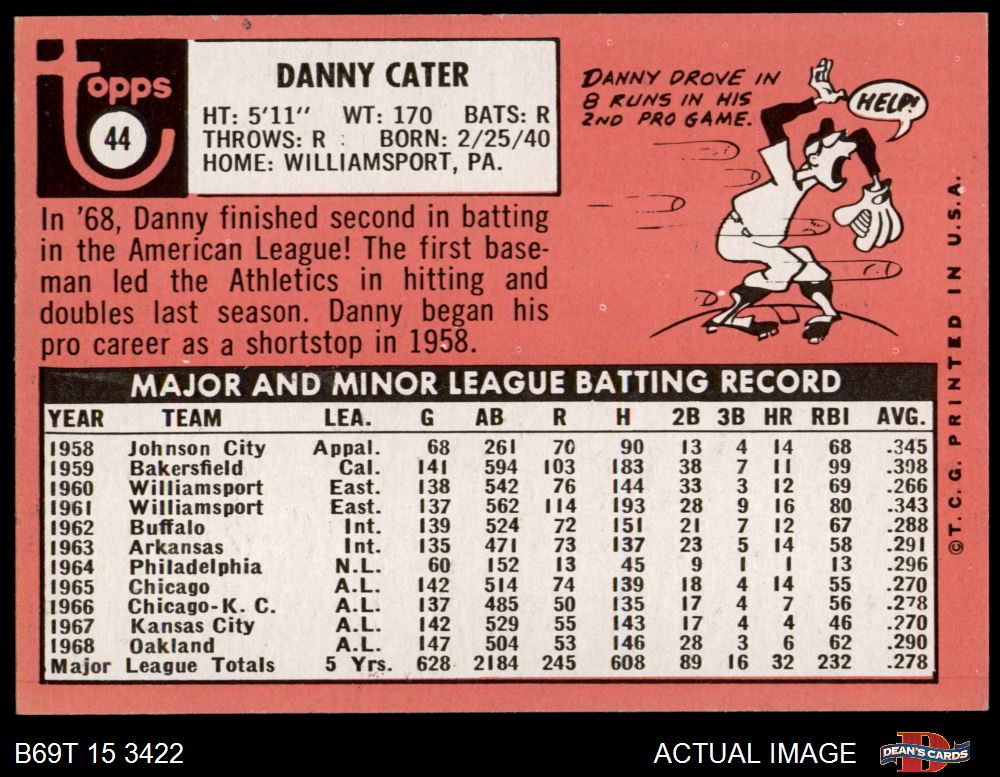 topps
44
DANNY CATER
HT: 5'11" WT: 170 BATS: R
THROWS: R BORN: 2/25/40
HOME: WILLIAMSPORT, PA.
DANNY DROVE IN
8 RUNS IN HIS
2ND PRO GAME.
HELP!
In '68, Danny finished second in batting
in the American League! The first base-
man led the Athletics in hitting and
doubles last season. Danny began his
pro career as a shortstop in 1958.
MAJOR AND MINOR LEAGUE BATTING RECORD
YEAR TEAM LEA. G AB R H 2B 3B HR RBI AVG.
1958 Johnson City Appal. 68 261 70 90 13 4 14 68 .345
1959 Bakersfield Cal. 141 594 103 183 38 7 11 99 .308
1960 Williamsport East. 138 542 76 144 33 3 12 69 .266
1961 Williamsport East. 137 562 114 193 28 9 16 80 .343
1962 Buffalo Int. 139 524 72 151 21 7 12 67 .288
1963 Arkansas Int. 135 471 73 137 23 5 14 58 .291
1964 Philadelphia N.L. 60 152 13 45 9 1 1 13 .296
1965 Chicago A.L. 142 514 74 139 18 4 14 55 .270
1966 Chicago-K. C. A.L. 137 485 50 135 17 4 7 56 .278
1967 Kansas City A.L. 142 529 55 143 17 4 4 46 .270
1968 Oakland A.L. 147 504 53 146 28 3 6 62 .290
Major League Totals 5 Yrs. 628 2184 245 608 89 16 32 232 .278
©T.C.G. PRINTED IN U.S.A.
B69T 15 3422
ACTUAL IMAGE
DEAN'S CARDS